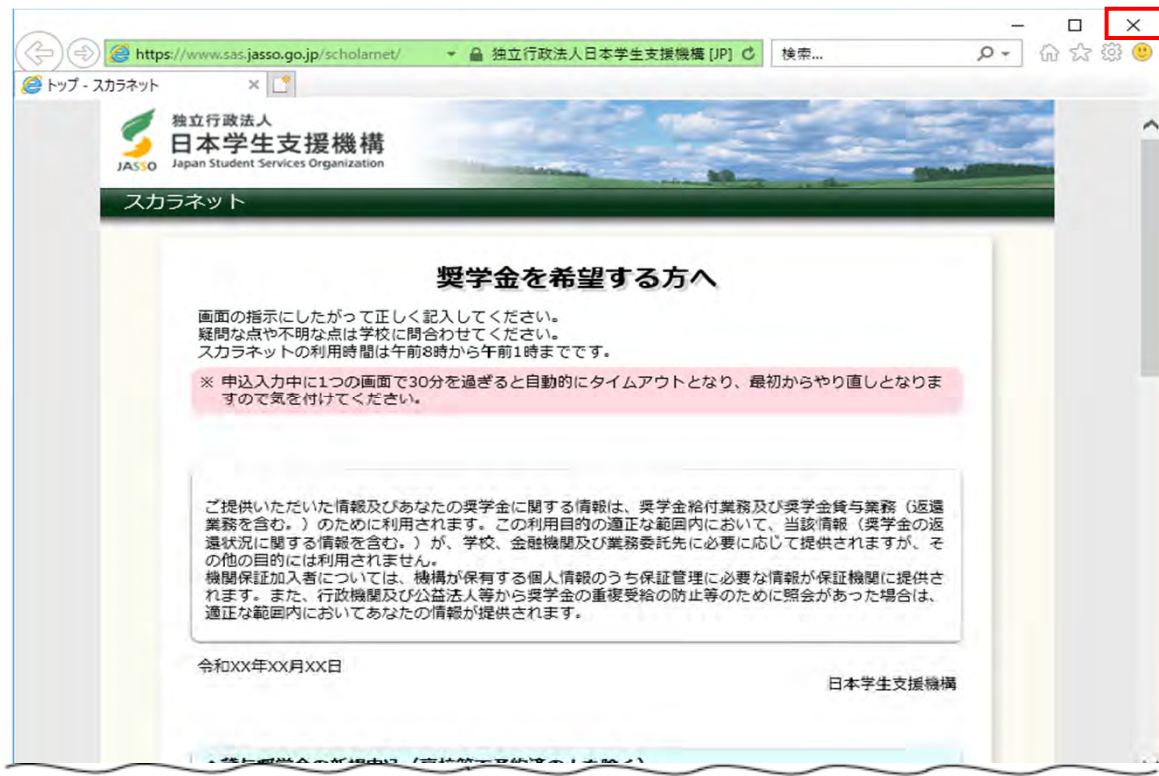 https://www.sas.jasso.go.jp/scholarnet/ 独立行政法人日本学生支援機構 [JP] 検索...
トップ - スカラネット
独立行政法人
日本学生支援機構
JASSO Japan Student Services Organization
スカラネット
奨学金を希望する方へ
画面の指示にしたがって正しく記入してください。
疑問な点や不明な点は学校に問合わせてください。
スカラネットの利用時間は午前8時から午前1時までです。
※ 申込入力中に1つの画面で30分を過ぎると自動的にタイムアウトとなり、最初からやり直しとなりま
すので気を付けてください。
ご提供いただいた情報及びあなたの奨学金に関する情報は、奨学金給付業務及び奨学金貸与業務（返還
業務を含む。）のために利用されます。この利用目的の適正な範囲内において、当該情報（奨学金の返
還状況に関する情報を含む。）が、学校、金融機関及び業務委託先に必要に応じて提供されますが、そ
の他の目的には利用されません。
機関保証加入者については、機構が保有する個人情報のうち保証管理に必要な情報が保証機関に提供さ
れます。また、行政機関及び公益法人等から奨学金の重複受給の防止等のために照会があった場合は、
適正な範囲内においてあなたの情報が提供されます。
令和XX年XX月XX日
日本学生支援機構